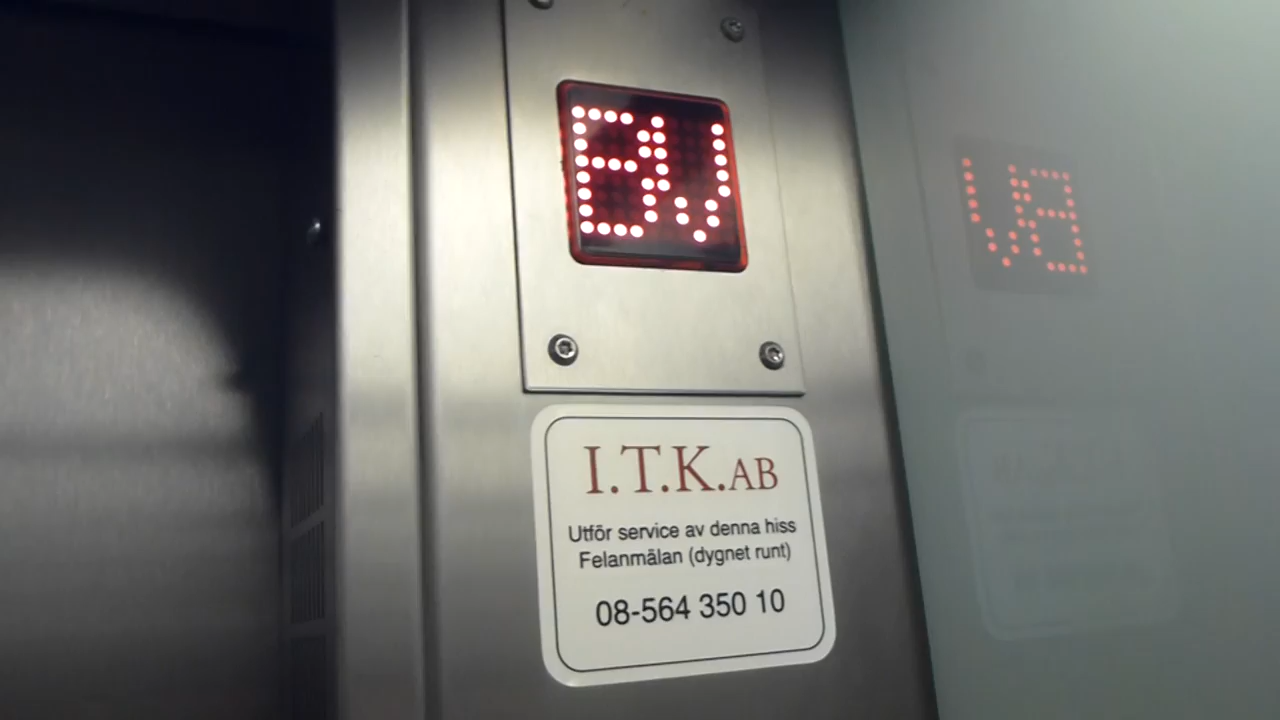 BV
I.T.K.AB
Utför service av denna hiss
Felanmälan (dygnet runt)
08-564 350 10